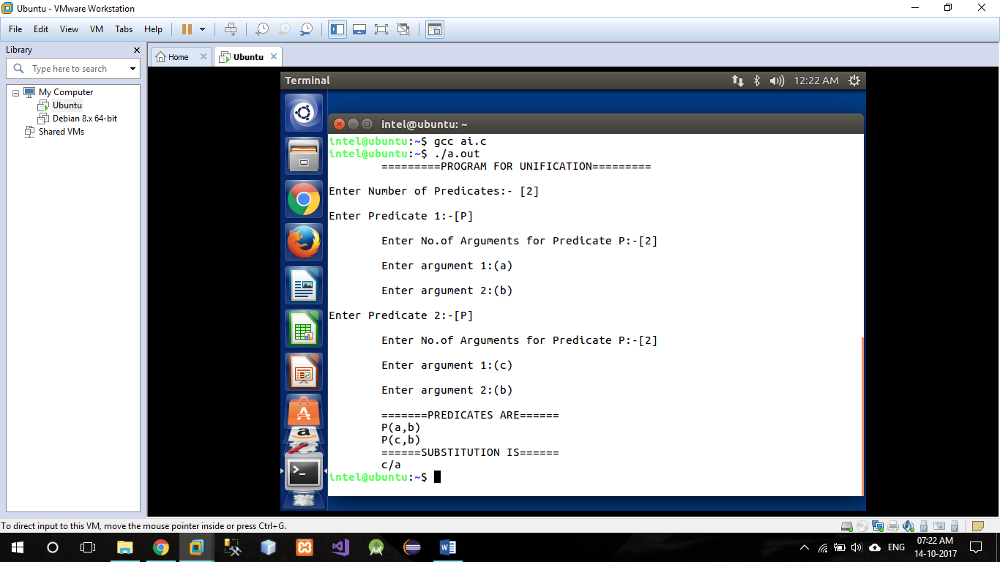 Ubuntu - VMware Workstation
File Edit View VM Tabs Help
Library
Type here to search
My Computer
Ubuntu
Debian 8.x 64-bit
Shared VMs
Home
Ubuntu
Terminal
12:22 AM
intel@ubuntu: ~
intel@ubuntu:~$ gcc ai.c
intel@ubuntu:~$ ./a.out
=========PROGRAM FOR UNIFICATION=========
Enter Number of Predicates:- [2]
Enter Predicate 1:-[P]
Enter No.of Arguments for Predicate P:-[2]
Enter argument 1:(a)
Enter argument 2:(b)
Enter Predicate 2:-[P]
Enter No.of Arguments for Predicate P:-[2]
Enter argument 1:(c)
Enter argument 2:(b)
=======PREDICATES ARE======
P(a,b)
P(c,b)
======SUBSTITUTION IS======
c/a
intel@ubuntu:~$
To direct input to this VM, move the mouse pointer inside or press Ctrl+G.
ENG
07:22 AM
14-10-2017